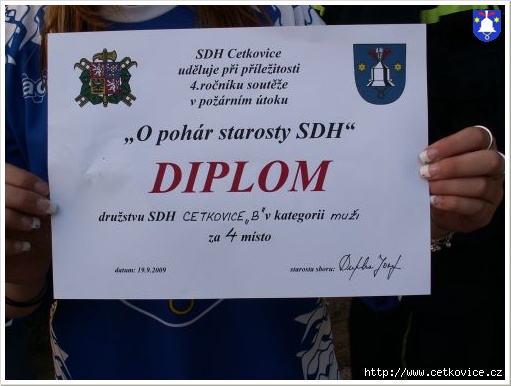 SDH Cetkovice
uděluje při příležitosti
4.ročníku soutěže
v požárním útoku
„O pohár starosty SDH“
DIPLOM
družstvu SDH CETKOVICE „B“ v kategorii muži
za 4 místo
datum: 19.9.2009
starosta sboru:
http://www.cetkovice.cz